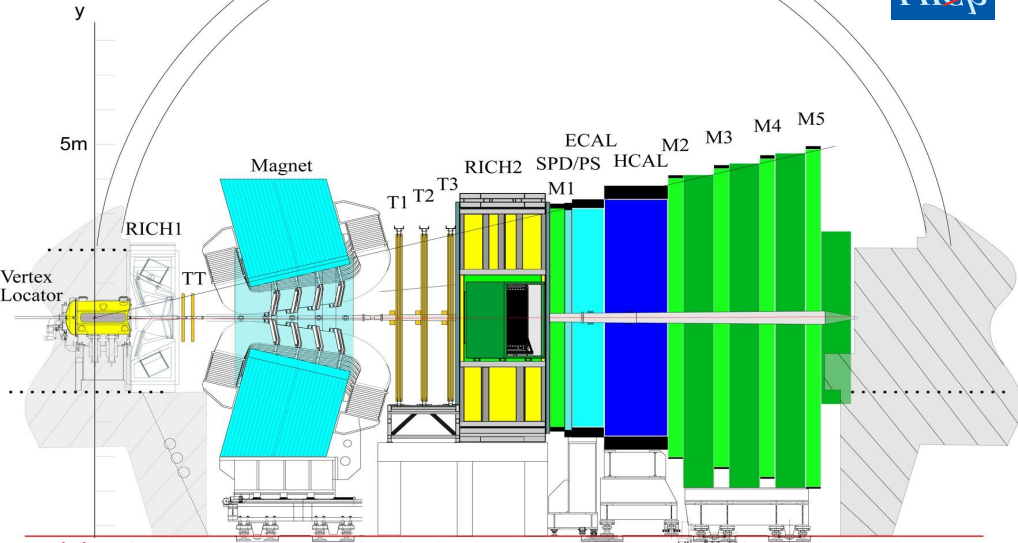 y
5m
Vertex
Locator
RICH1
TT
Magnet
T1
T2
T3
RICH2
M1
SPD/PS
ECAL
HCAL
M2
M3
M4
M5